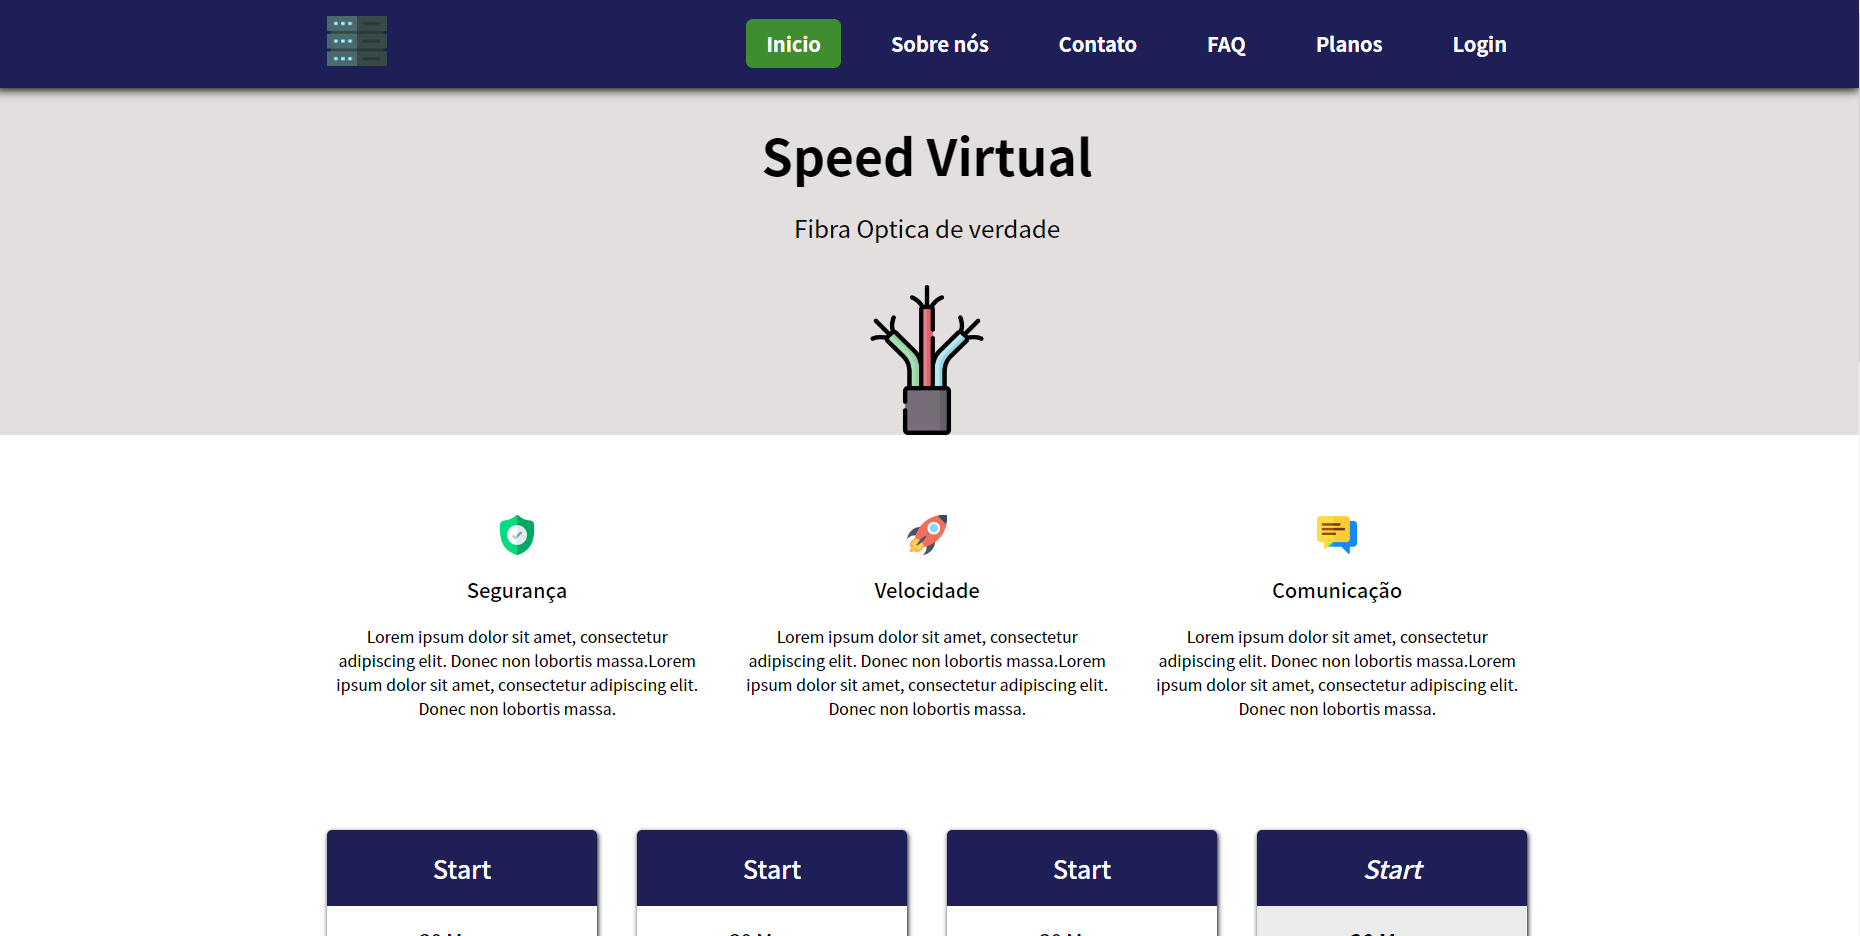 Inicio
Sobre nós
Contato
FAQ
Planos
Login
Speed Virtual
Fibra Optica de verdade
Segurança
Lorem ipsum dolor sit amet, consectetur
adipiscing elit. Donec non lobortis massa.Lorem
ipsum dolor sit amet, consectetur adipiscing elit.
Donec non lobortis massa.
Velocidade
Lorem ipsum dolor sit amet, consectetur
adipiscing elit. Donec non lobortis massa.Lorem
ipsum dolor sit amet, consectetur adipiscing elit.
Donec non lobortis massa.
Comunicação
Lorem ipsum dolor sit amet, consectetur
adipiscing elit. Donec non lobortis massa.Lorem
ipsum dolor sit amet, consectetur adipiscing elit.
Donec non lobortis massa.
Start
Start
Start
Start